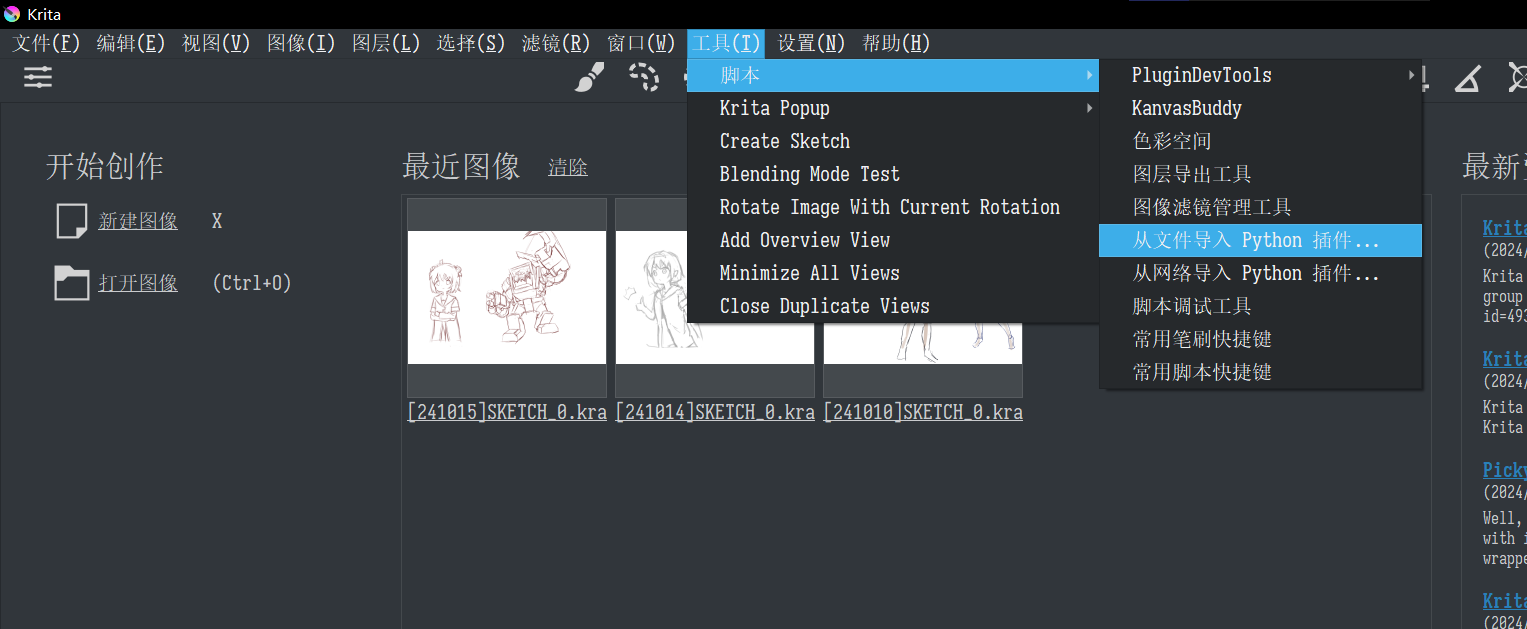 Krita
文件(F) 编辑(E) 视图(V) 图像(I) 图层(L) 选择(S) 滤镜(R) 窗口(W) 工具(T) 设置(N) 帮助(H)
脚本
Krita Popup
Create Sketch
Blending Mode Test
Rotate Image With Current Rotation
Add Overview View
Minimize All Views
Close Duplicate Views
PluginDevTools
KanvasBuddy
色彩空间
图层导出工具
图像滤镜管理工具
从文件导入 Python 插件...
从网络导入 Python 插件...
脚本调试工具
常用笔刷快捷键
常用脚本快捷键
开始创作
新建图像 X
打开图像 (Ctrl+O)
最近图像 清除
[241015]SKETCH_0.kra [241014]SKETCH_0.kra [241010]SKETCH_0.kra
最新
Krita
(2024/
Krita
group
id=493
Krita
(2024/
Krita
Krita
Picky
(2024/
Well,
with
wrappe
Krita
(2024/